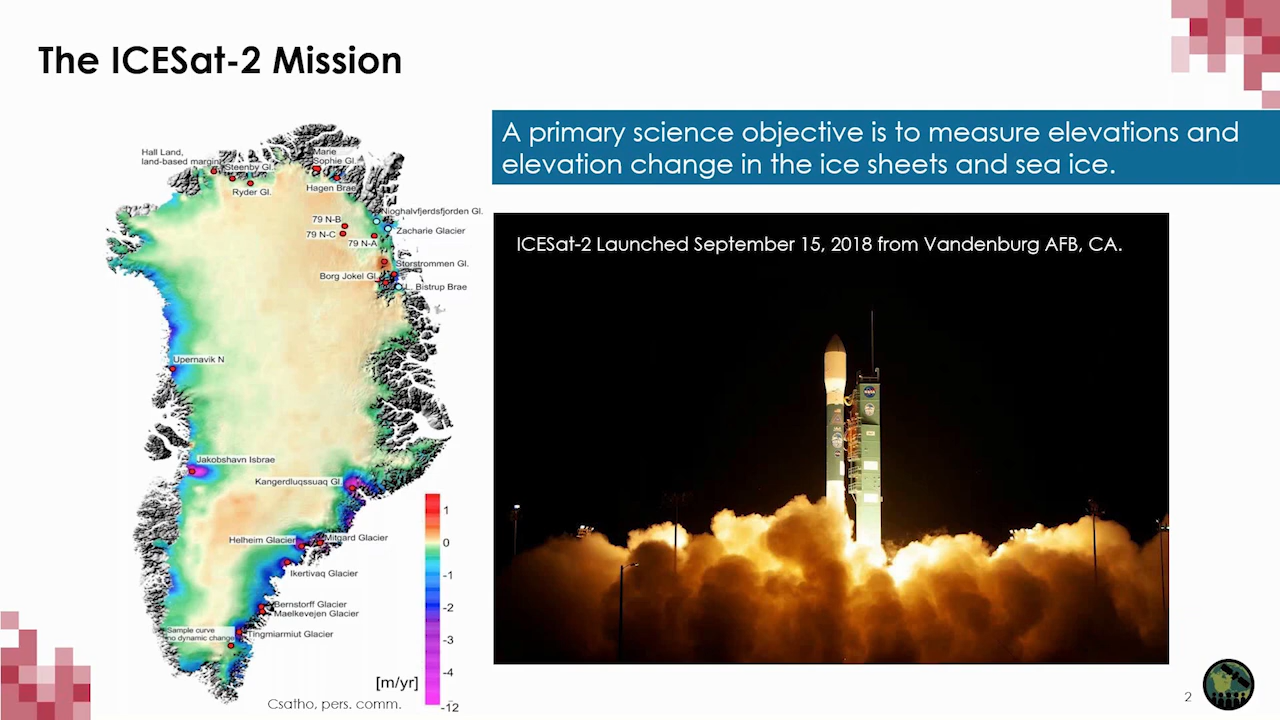 The ICESat-2 Mission
A primary science objective is to measure elevations and
elevation change in the ice sheets and sea ice.
ICESat-2 Launched September 15, 2018 from Vandenburg AFB, CA.
Hall Land,
land-based margin
Steenby Gl.
Ryder Gl.
Marie
Sophie Gl.
Hagen Brae
Nioghalvfjerdsfjorden Gl.
79 N-B
Zacharie Glacier
79 N-C
79 N-A
Storstrommen Gl.
Borg Jokel Gl.
L. Bistrup Brae
Upernavik N
Jakobshavn Isbrae
Kangerdluqssuaq Gl.
Helheim Glacier
Mitgard Glacier
Ikertivaq Glacier
Bernstorff Glacier
Maelkevejen Glacier
Sample curve
no dynamic change
Tingmiarmiut Glacier
1
0
-1
-2
-3
-4
-12
[m/yr]
Csatho, pers. comm.
NASA
2